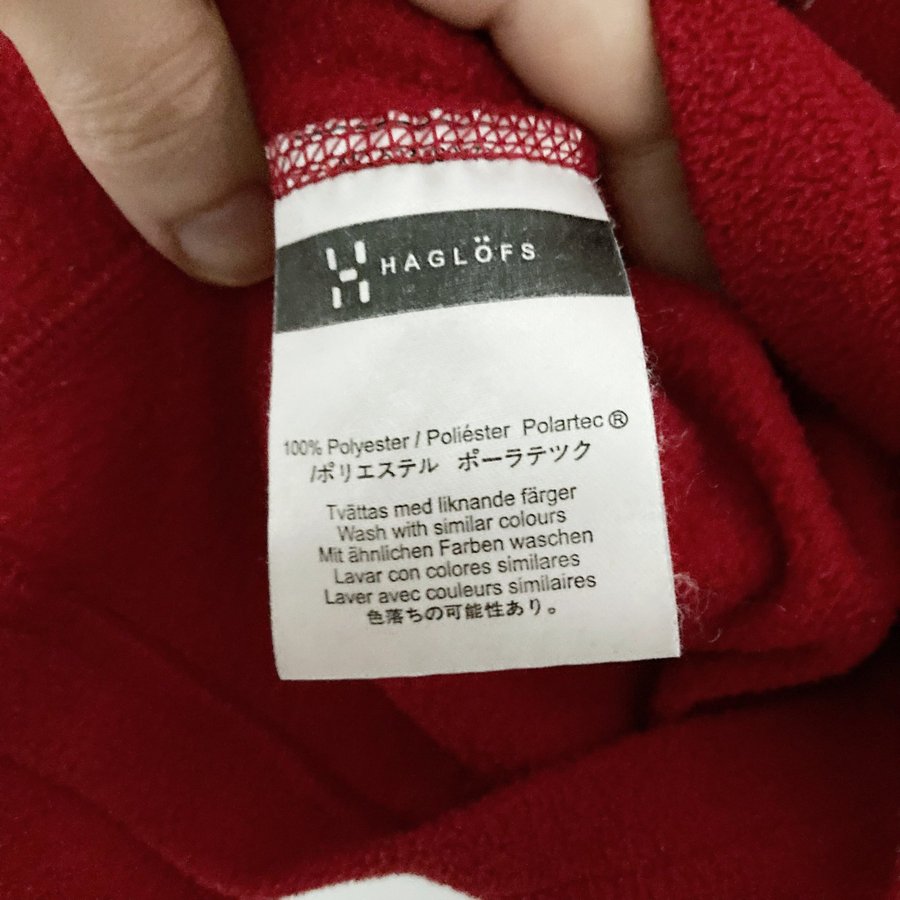 HAGLÖFS
100% Polyester / Poliéster Polartec®
/ポリエステル ポーラテツク
Tvättas med liknande färger
Wash with similar colours
Mit ähnlichen Farben waschen
Lavar con colores similares
Laver avec couleurs similaires
色落ちの可能性あり。